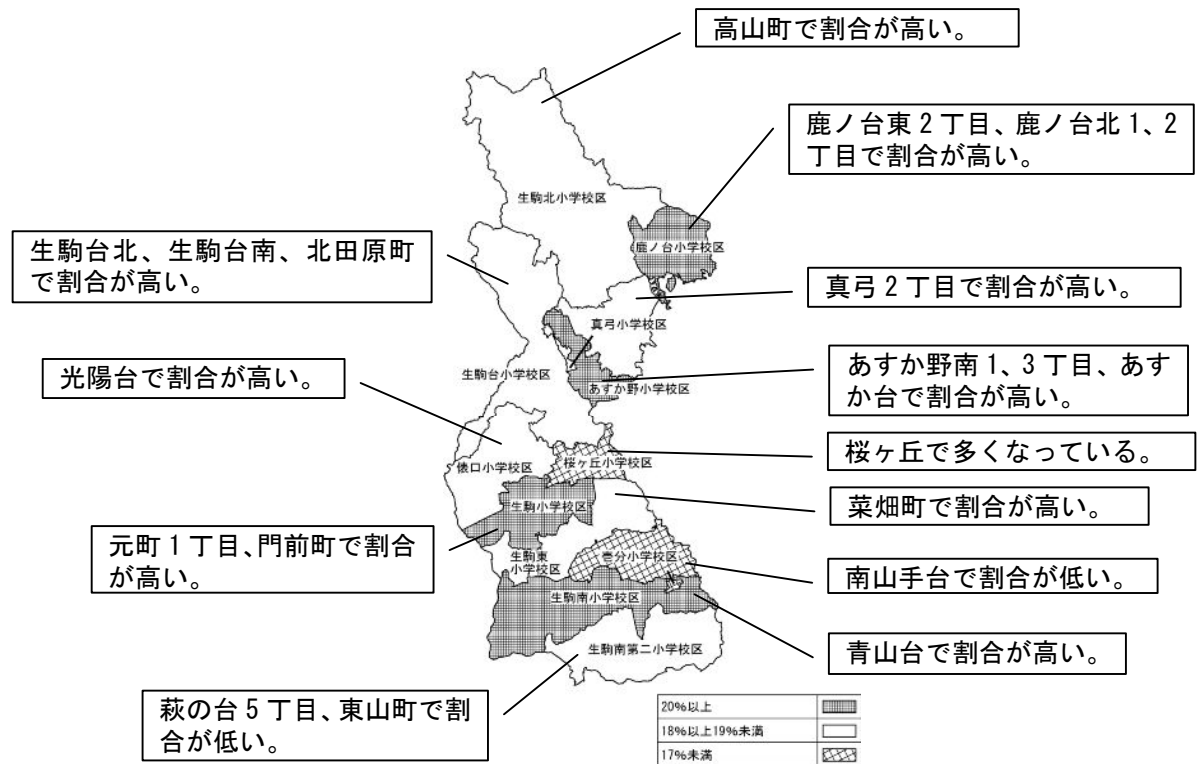 高山町で割合が高い。
鹿ノ台東2丁目、鹿ノ台北1、2
丁目で割合が高い。
生駒北小学校区
鹿ノ台小学校区
生駒台北、生駒台南、北田原町
で割合が高い。
真弓2丁目で割合が高い。
真弓小学校区
光陽台で割合が高い。
生駒台小学校区
あすか野小学校区
あすか野南1、3丁目、あす
か台で割合が高い。
桜ヶ丘で多くなっている。
俵口小学校区
桜ヶ丘小学校区
菜畑町で割合が高い。
生駒小学校区
元町1丁目、門前町で割合
が高い。
生駒東
小学校区
壱分小学校区
南山手台で割合が低い。
生駒南小学校区
青山台で割合が高い。
生駒南第二小学校区
萩の台5丁目、東山町で割
合が低い。
20%以上
18%以上19%未満
17%未満